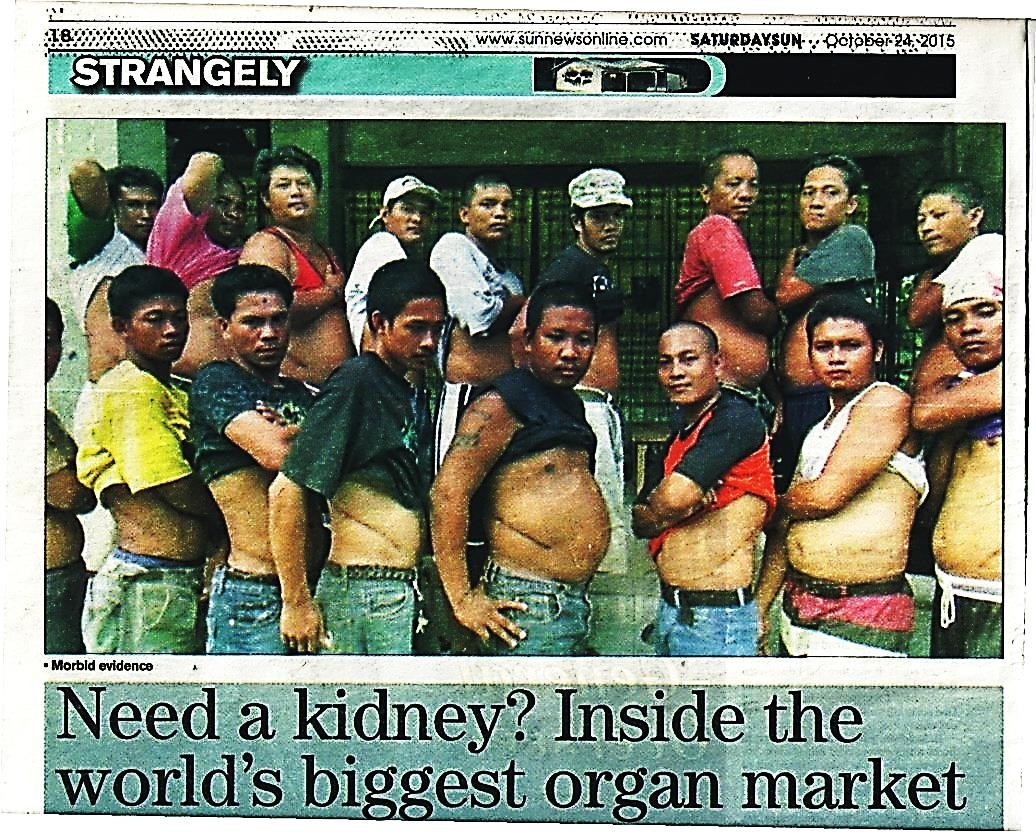 18
www.sunnewsonline.com SATURDAYSUN October 24, 2015
STRANGELY
▪ Morbid evidence
Need a kidney? Inside the
world's biggest organ market